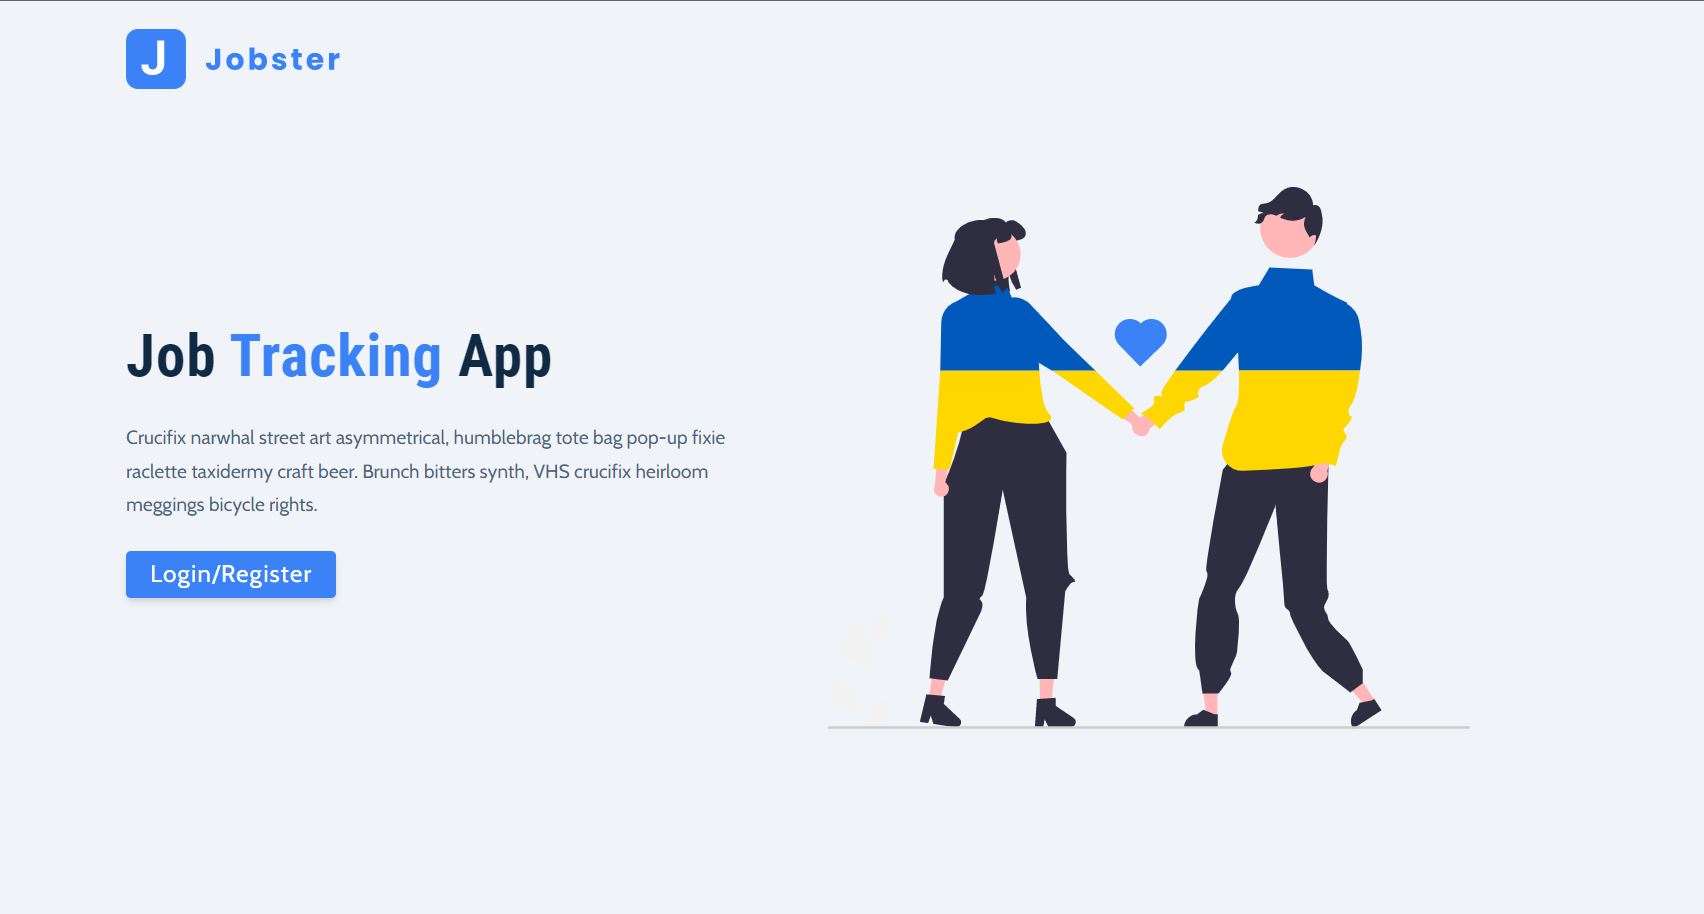 J Jobster
Job Tracking App
Crucifix narwhal street art asymmetrical, humblebrag tote bag pop-up fixie
raclette taxidermy craft beer. Brunch bitters synth, VHS crucifix heirloom
meggings bicycle rights.
Login/Register